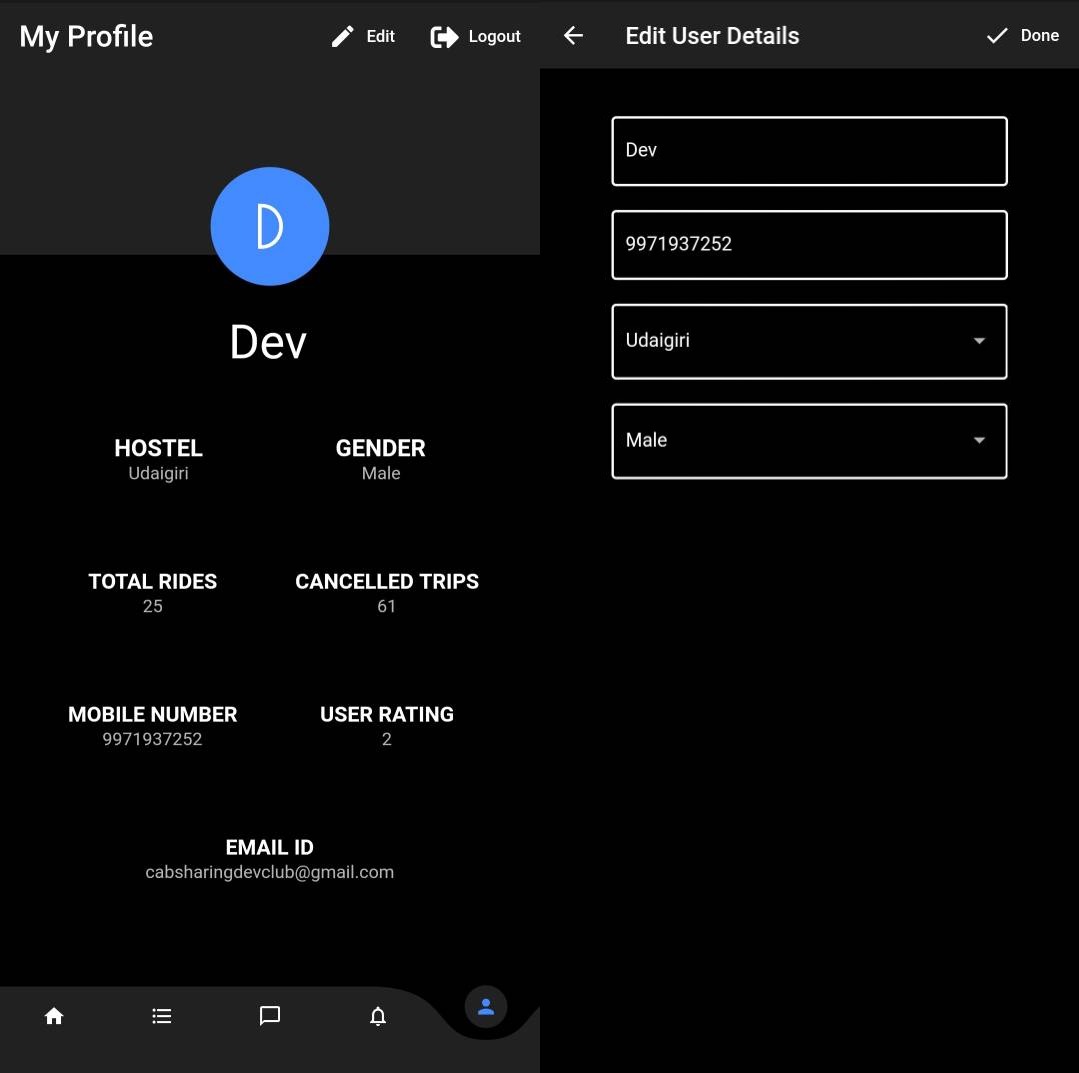 My Profile
Edit
Logout
D
Dev
HOSTEL
GENDER
Udaigiri
Male
TOTAL RIDES
CANCELLED TRIPS
25
61
MOBILE NUMBER
USER RATING
9971937252
2
EMAIL ID
cabsharingdevclub@gmail.com
Edit User Details
Done
Dev
9971937252
Udaigiri
Male